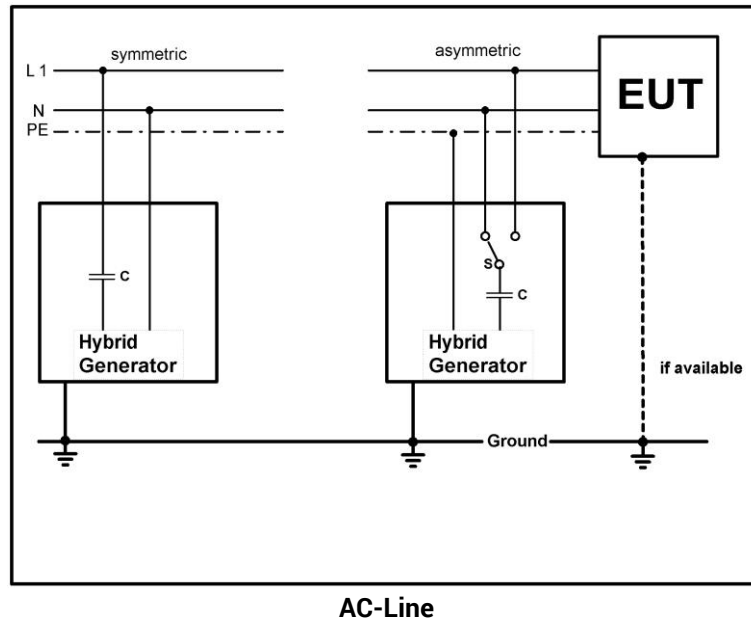 symmetric
asymmetric
L 1
N
PE
EUT
C
S
C
Hybrid
Generator
Hybrid
Generator
if available
Ground
AC-Line